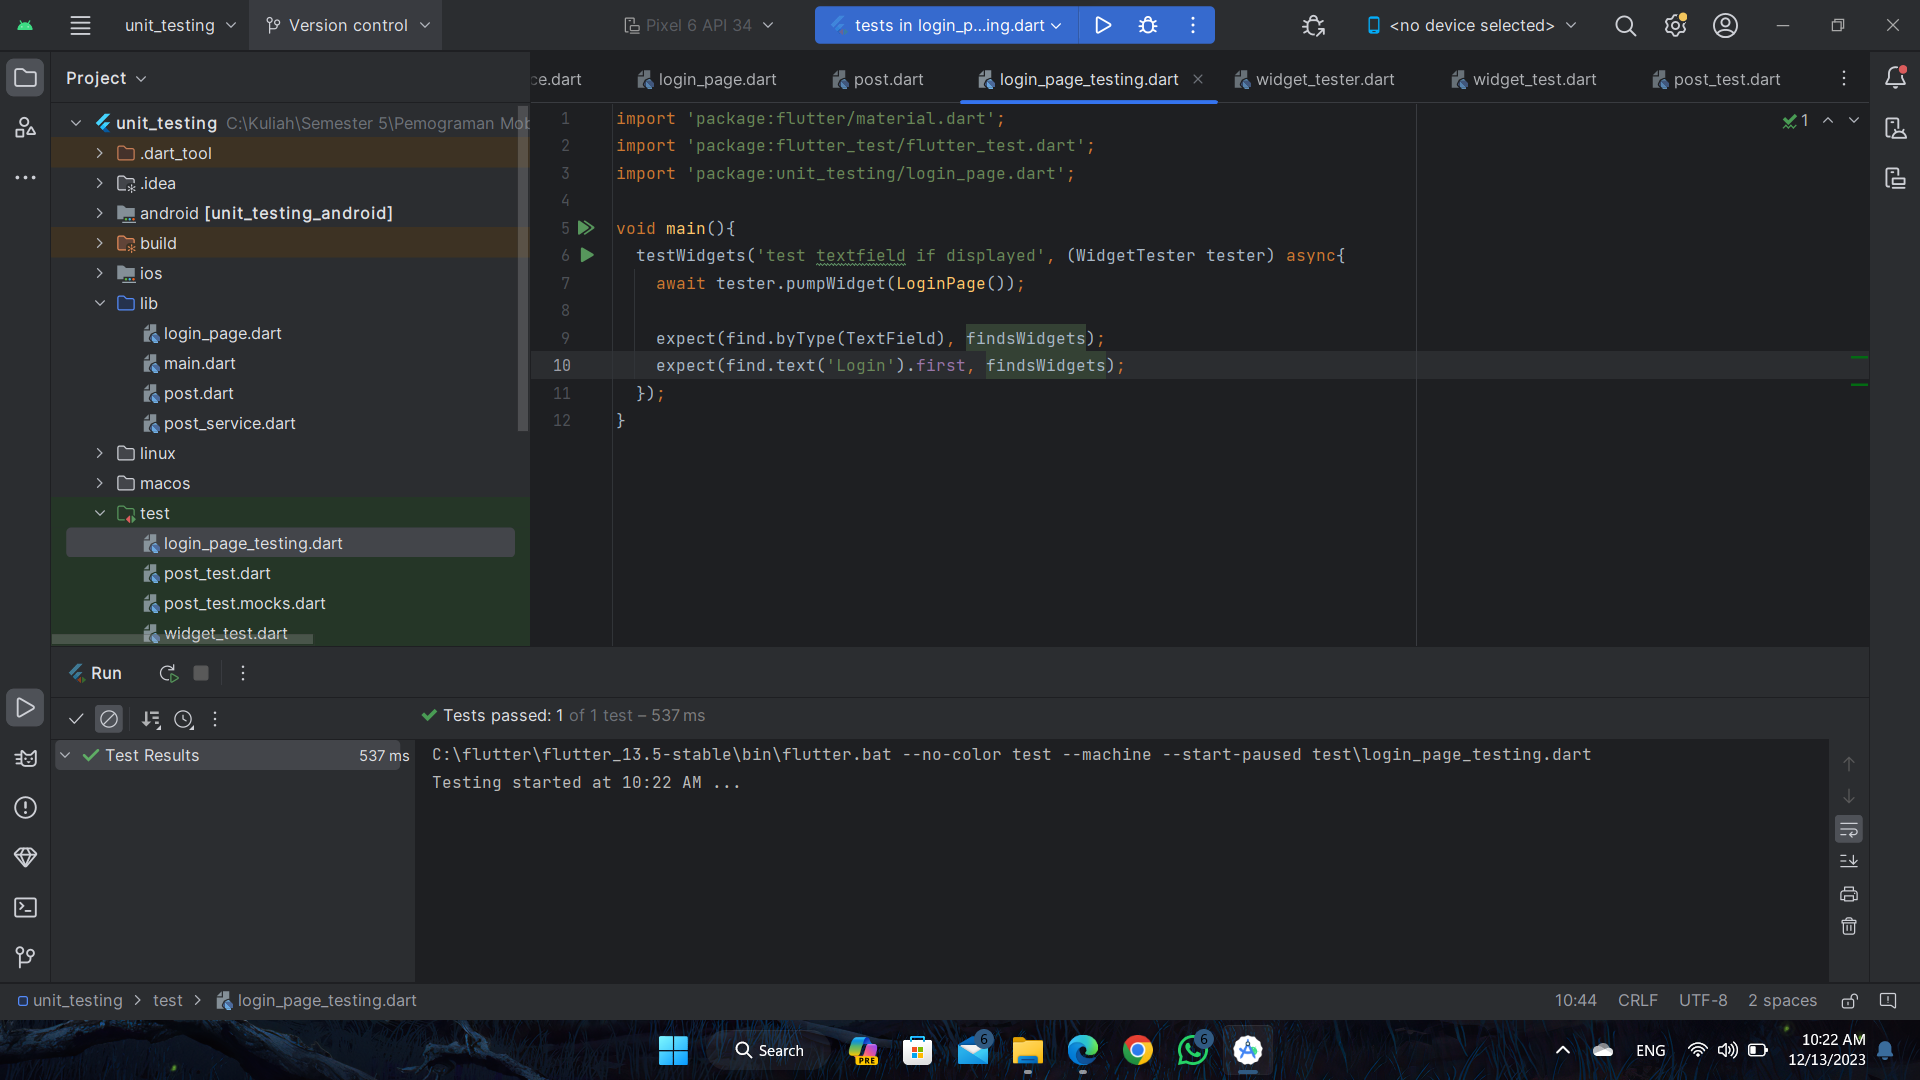 unit_testing
Version control
Pixel 6 API 34
tests in login_p...ing.dart
<no device selected>
Project
ce.dart
login_page.dart
post.dart
login_page_testing.dart
widget_tester.dart
widget_test.dart
post_test.dart
unit_testing C:\Kuliah\Semester 5\Pemograman Mob
.dart_tool
.idea
android [unit_testing_android]
build
ios
lib
login_page.dart
main.dart
post.dart
post_service.dart
linux
macos
test
login_page_testing.dart
post_test.dart
post_test.mocks.dart
widget_test.dart
1 import 'package:flutter/material.dart';
2 import 'package:flutter_test/flutter_test.dart';
3 import 'package:unit_testing/login_page.dart';
4
5 void main(){
6 testWidgets('test textfield if displayed', (WidgetTester tester) async{
7 await tester.pumpWidget(LoginPage());
8
9 expect(find.byType(TextField), findsWidgets);
10 expect(find.text('Login').first, findsWidgets);
11 });
12 }
1
Run
Tests passed: 1 of 1 test – 537 ms
Test Results 537 ms
C:\flutter\flutter_13.5-stable\bin\flutter.bat --no-color test --machine --start-paused test\login_page_testing.dart
Testing started at 10:22 AM ...
unit_testing > test > login_page_testing.dart
10:44 CRLF UTF-8 2 spaces
Search
PRE
6
6
ENG
10:22 AM
12/13/2023